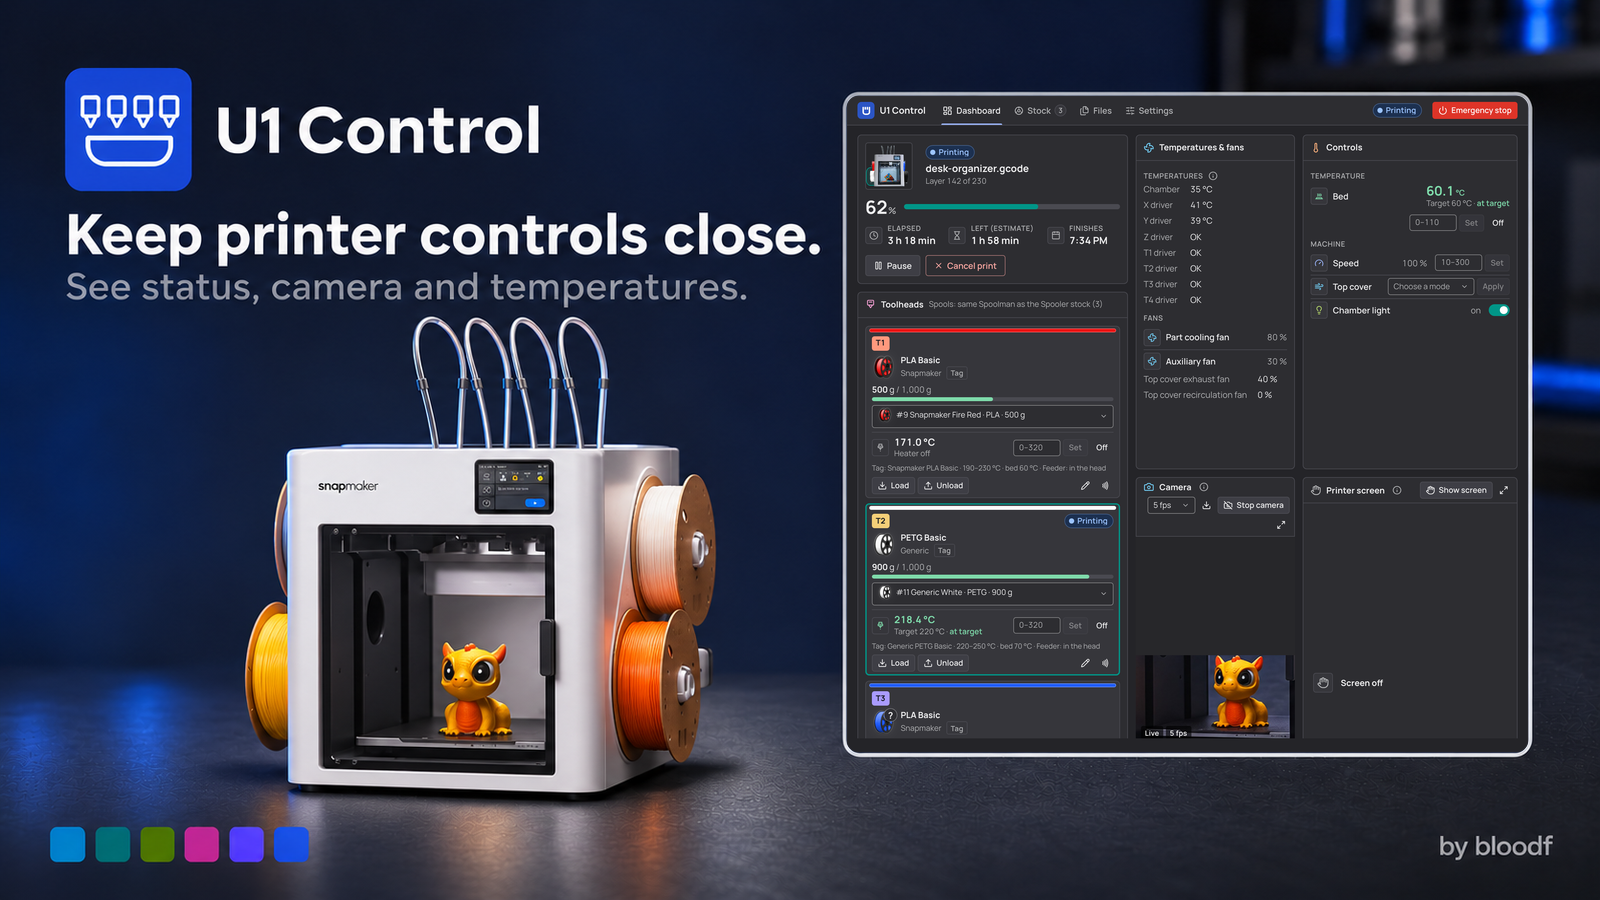 U1 Control
Keep printer controls close.
See status, camera and temperatures.
snapmaker
U1 Control
Dashboard
Stock 3
Files
Settings
Printing
Emergency stop
Printing
desk-organizer.gcode
Layer 142 of 230
62%
ELAPSED
3 h 18 min
LEFT (ESTIMATE)
1 h 58 min
FINISHES
7:34 PM
Pause
Cancel print
Toolheads Spools: same Spoolman as the Spooler stock (3)
T1
PLA Basic
Snapmaker Tag
500 g / 1,000 g
#9 Snapmaker Fire Red · PLA · 500 g
171.0 °C
Heater off
0-320 Set Off
Tag: Snapmaker PLA Basic · 190-230 °C · bed 60 °C · Feeder: in the head
Load Unload
T2 Printing
PETG Basic
Generic Tag
900 g / 1,000 g
#11 Generic White · PETG · 900 g
218.4 °C
Target 220 °C · at target
0-320 Set Off
Tag: Generic PETG Basic · 220-250 °C · bed 70 °C · Feeder: in the head
Load Unload
T3
PLA Basic
? Snapmaker Tag
Temperatures & fans
TEMPERATURES
Chamber 35 °C
X driver 41 °C
Y driver 39 °C
Z driver OK
T1 driver OK
T2 driver OK
T3 driver OK
T4 driver OK
FANS
Part cooling fan 80 %
Auxiliary fan 30 %
Top cover exhaust fan 40 %
Top cover recirculation fan 0 %
Controls
TEMPERATURE
Bed 60.1 °C
Target 60 °C · at target
0-110 Set Off
MACHINE
Speed 100 % 10-300 Set
Top cover Choose a mode Apply
Chamber light on
Camera
5 fps Stop camera
Live 5 fps
Printer screen Show screen
Screen off
by bloodf